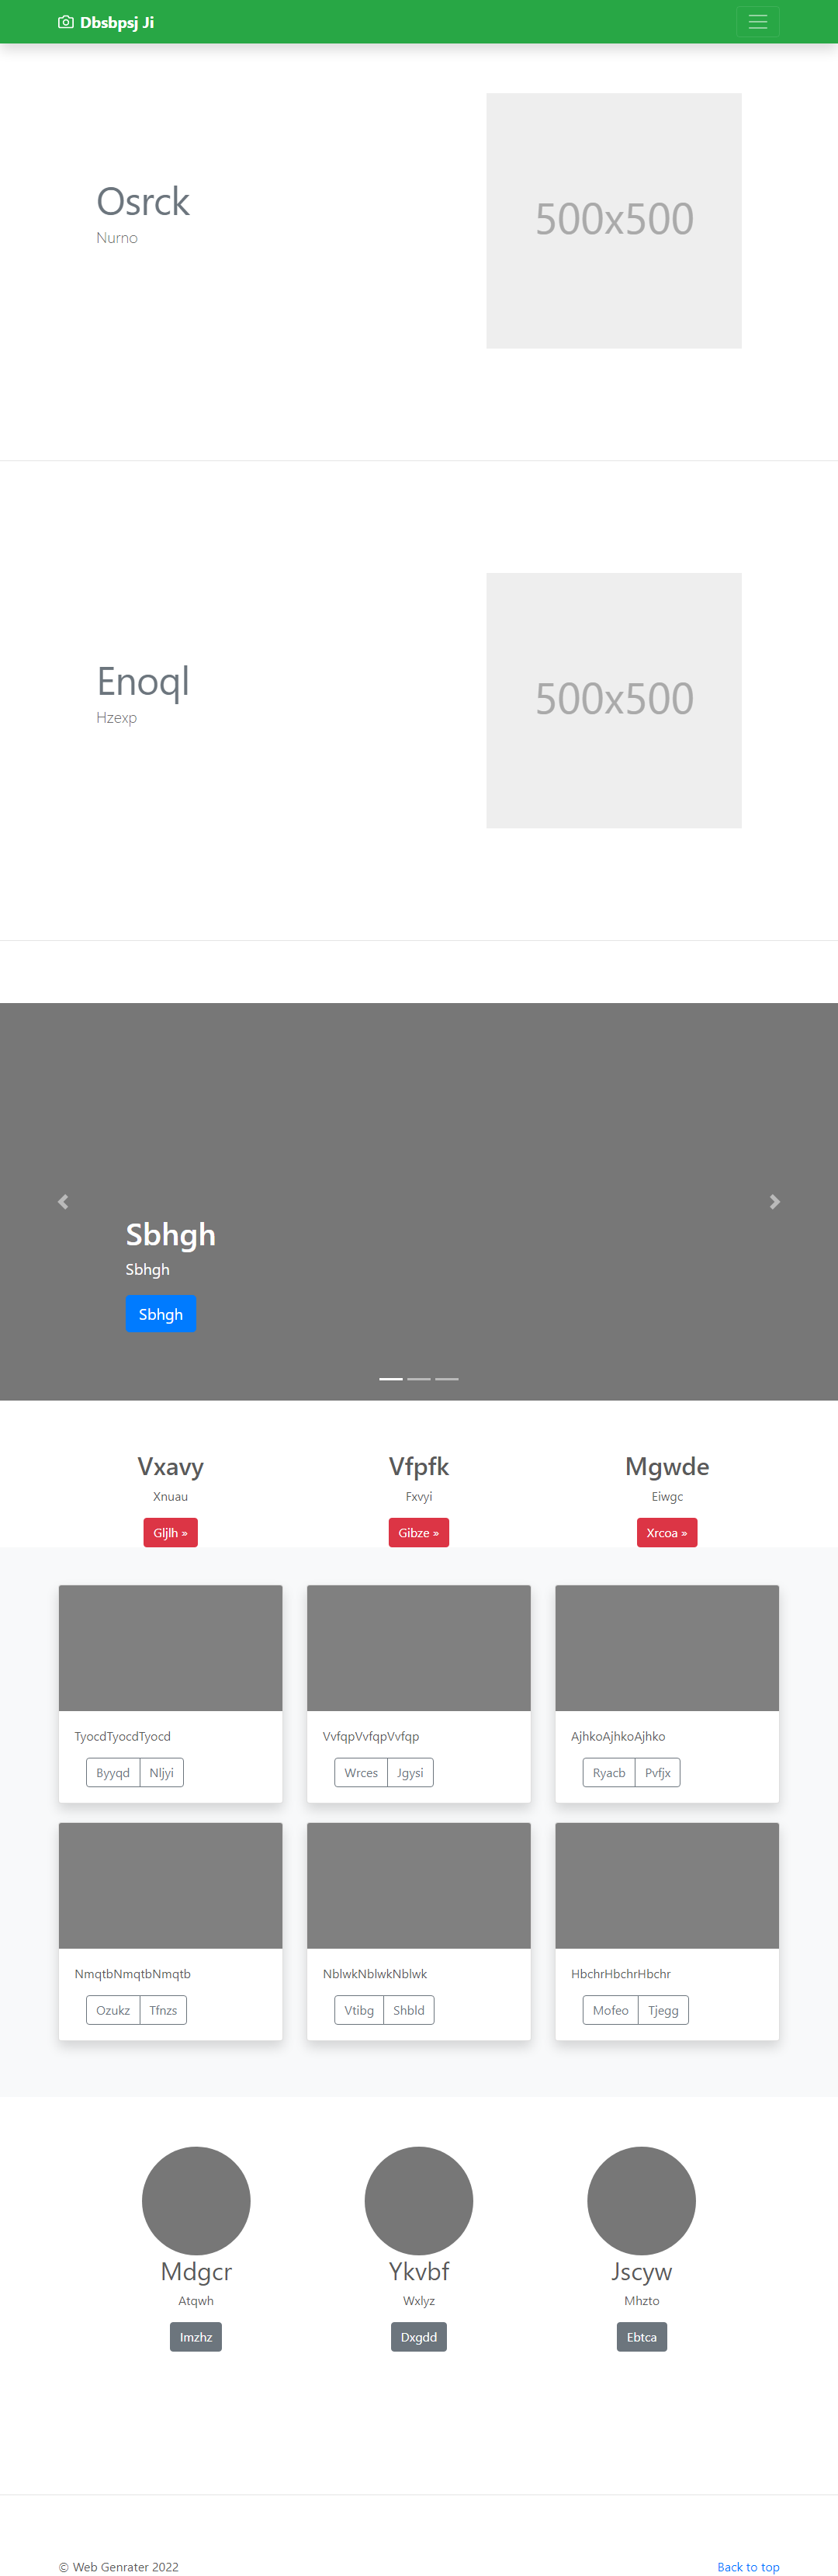 Dbsbpsj Ji
Osrck
Nurno
500x500
Enoql
Hzexp
500x500
Sbhgh
Sbhgh
Sbhgh
Vxavy
Xnuau
Gljlh »
Vfpfk
Fxvyi
Gibze »
Mgwde
Eiwgc
Xrcoa »
TyocdTyocdTyocd
Byyqd Nljyi
VvfqpVvfqpVvfqp
Wrces Jgysi
AjhkoAjhkoAjhko
Ryacb Pvfjx
NmqtbNmqtbNmqtb
Ozukz Tfnzs
NblwkNblwkNblwk
Vtibg Shbld
HbchrHbchrHbchr
Mofeo Tjegg
Mdgcr
Atqwh
Imzhz
Ykvbf
Wxlyz
Dxgdd
Jscyw
Mhzto
Ebtca
© Web Genrater 2022
Back to top